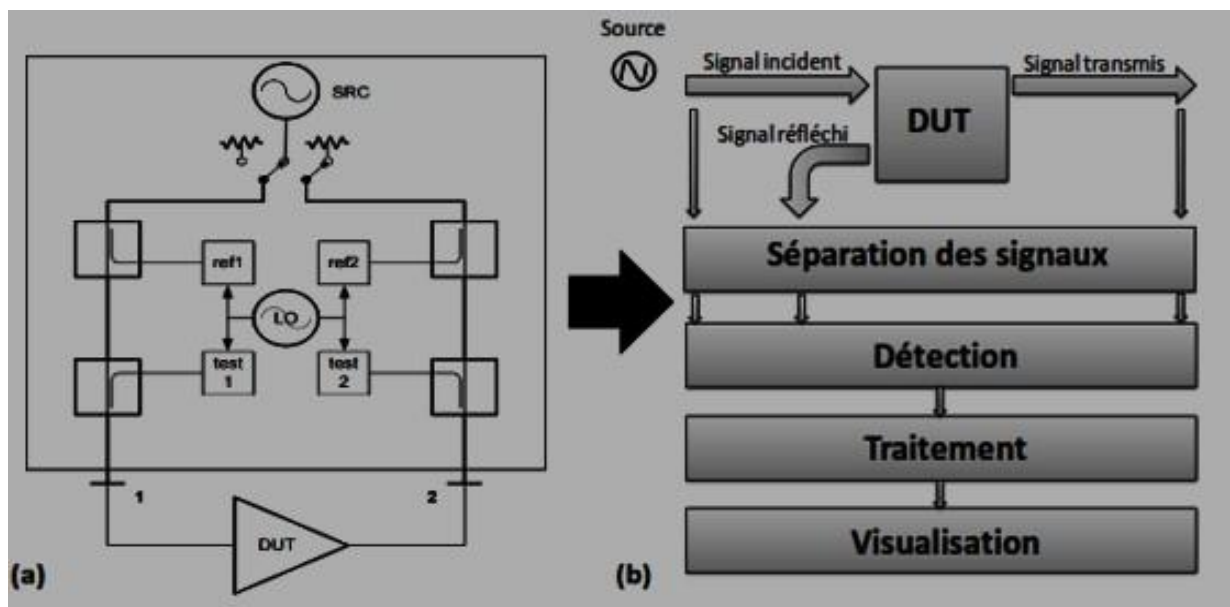 SRC
ref1
ref2
LO
test
1
test
2
1
2
DUT
(a)
Source
Signal incident
Signal transmis
DUT
Signal réfléchi
Séparation des signaux
Détection
Traitement
Visualisation
(b)